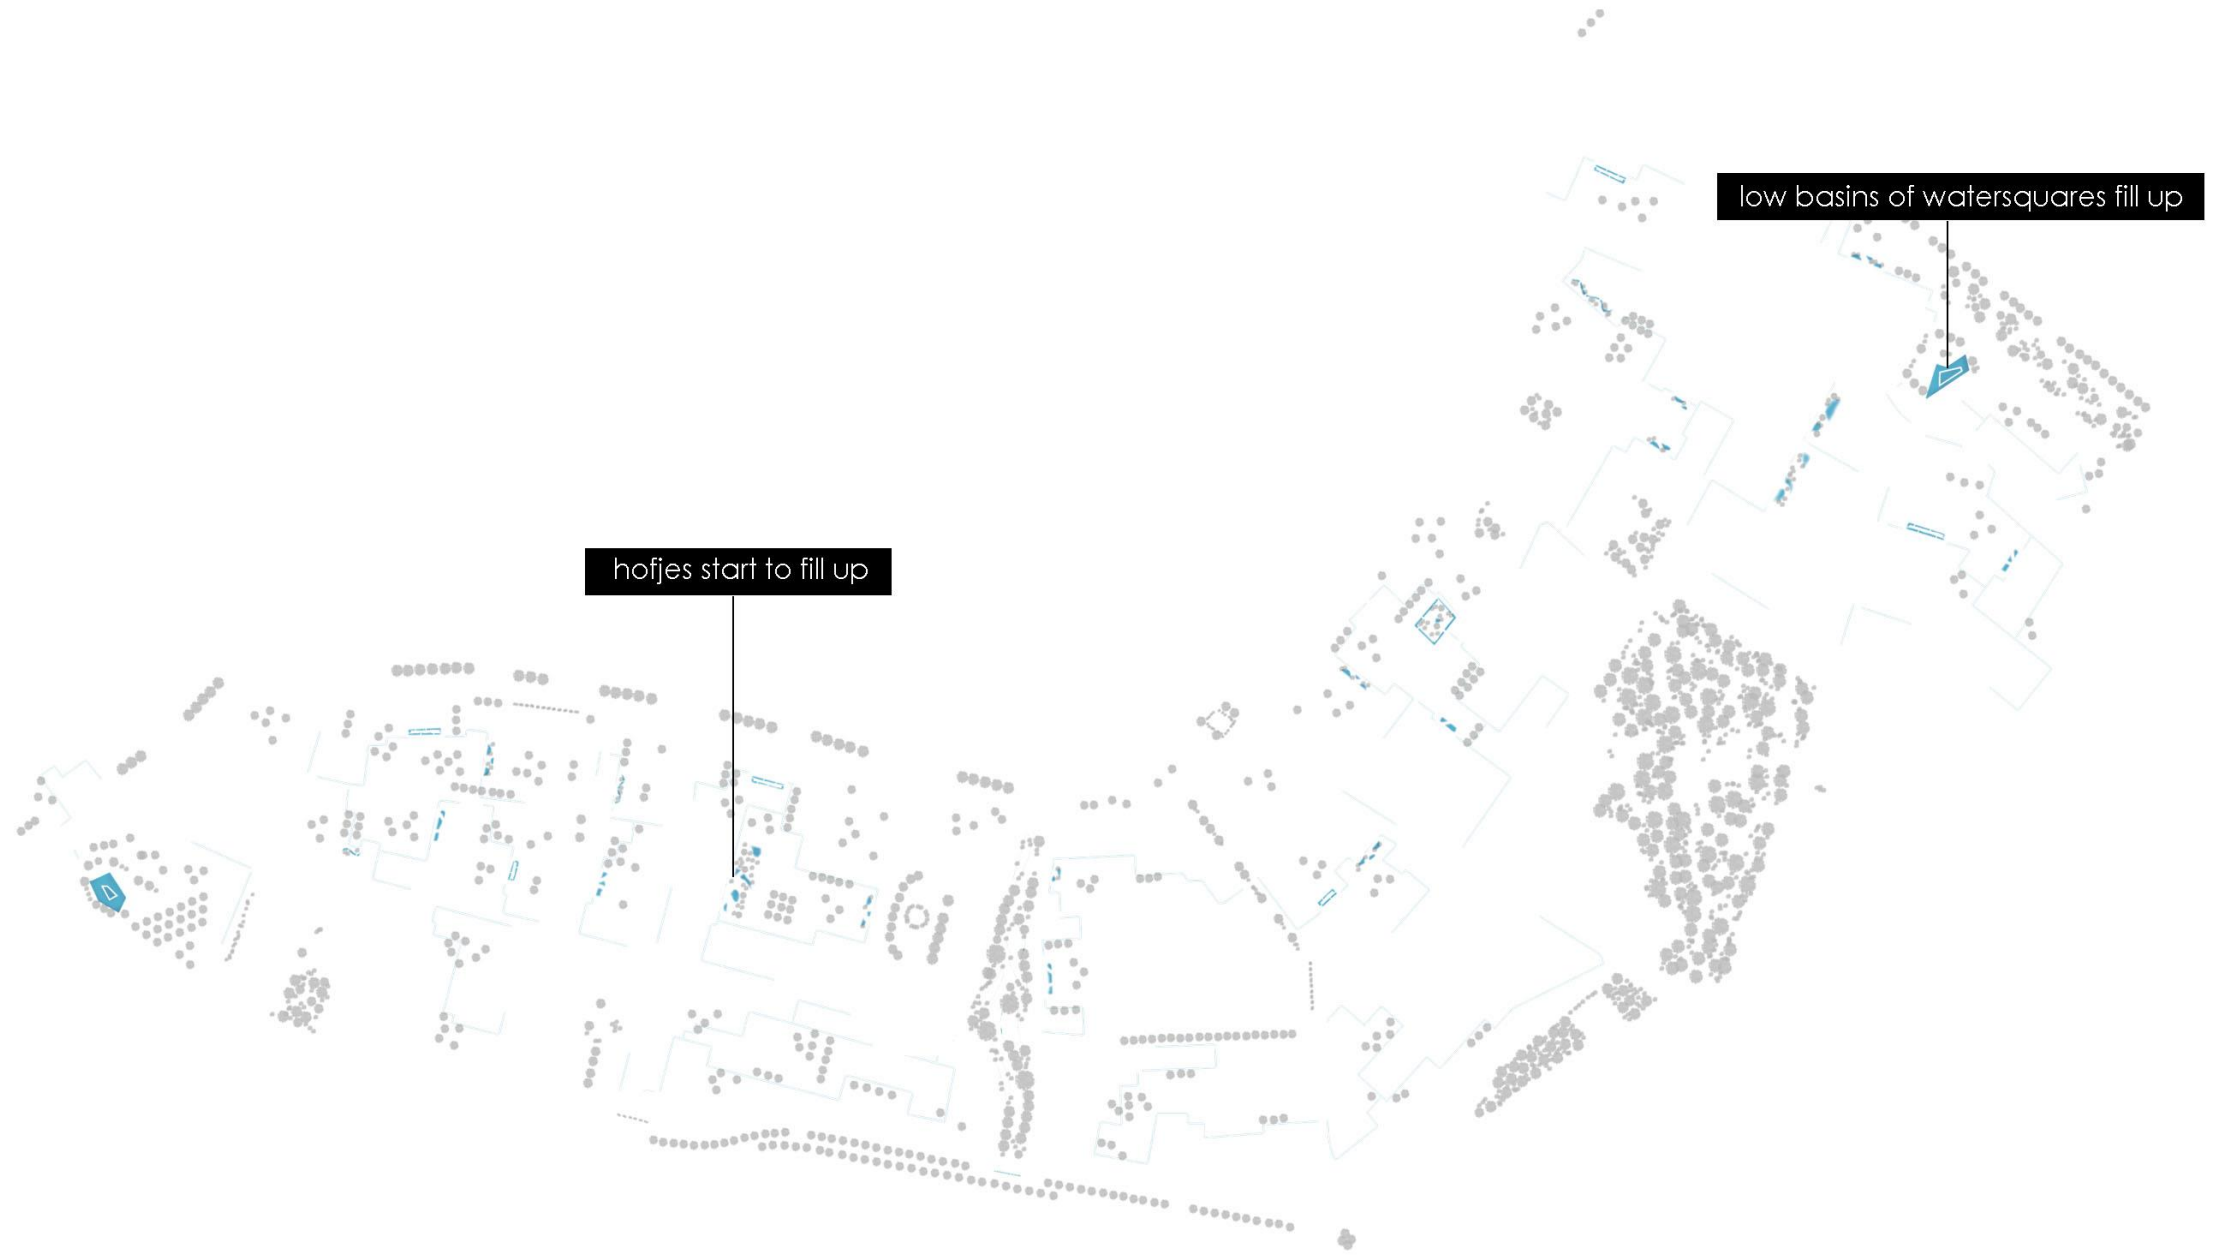 low basins of watersquares fill up
hofjes start to fill up